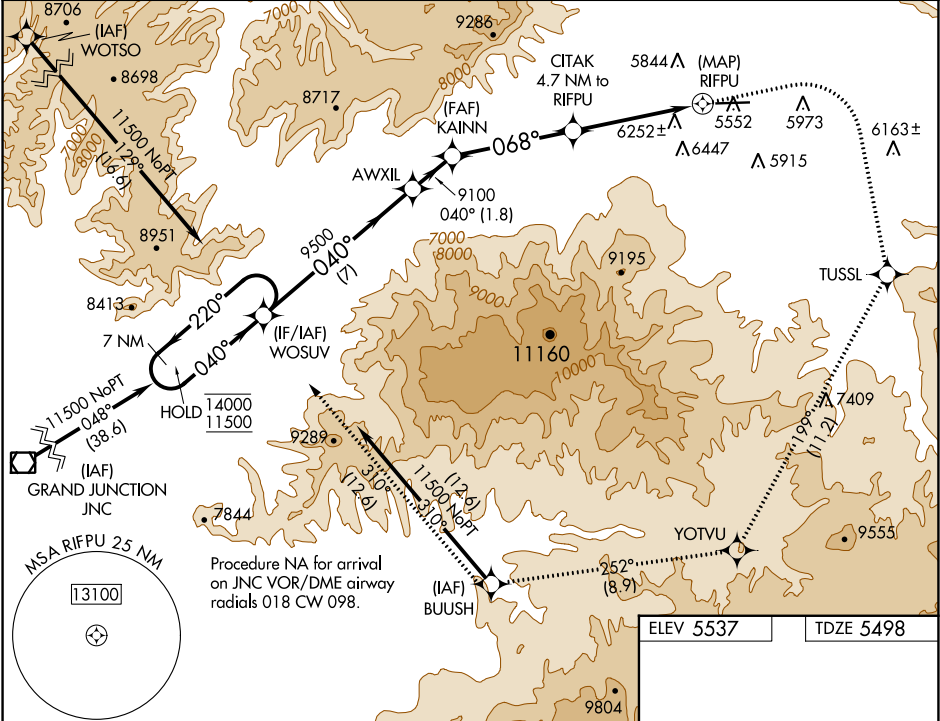 8706
(IAF)
WOTSO
8698
7000
8000
11500 NoPT
129°
(16.6)
8951
8413
8717
9286
8000
7000
CITAK
4.7 NM to
RIFPU
5844
(MAP)
RIFPU
5552
5973
6252±
6447
5915
6163±
(FAF)
KAINN
068°
AWXIL
9100
040° (1.8)
9500
040°
(7)
7000
8000
9000
9195
11160
10000
TUSSL
7 NM
220°
040°
(IF/IAF)
WOSUV
HOLD
14000
11500
11500 NoPT
048°
(38.6)
(IAF)
GRAND JUNCTION
JNC
9289
7844
310°
(12.6)
11500 NoPT
310°
(12.6)
7409
199°
(11.2)
YOTVU
9555
252°
(8.9)
(IAF)
BUUSH
Procedure NA for arrival
on JNC VOR/DME airway
radials 018 CW 098.
MSA RIFPU 25 NM
13100
ELEV 5537
TDZE 5498
9804